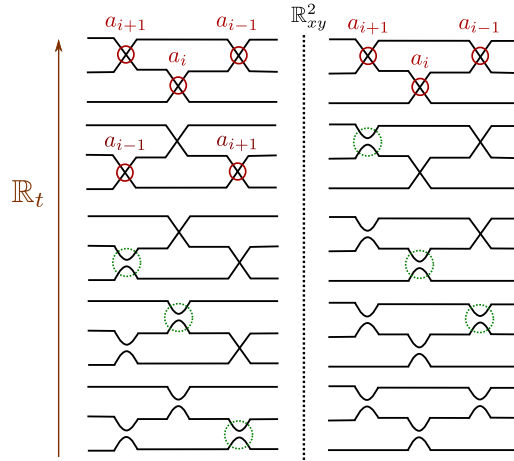 a_{i+1} a_{i-1} ℝ²_{xy} a_{i+1} a_{i-1}
a_i a_i
a_{i-1} a_{i+1}
ℝ_t